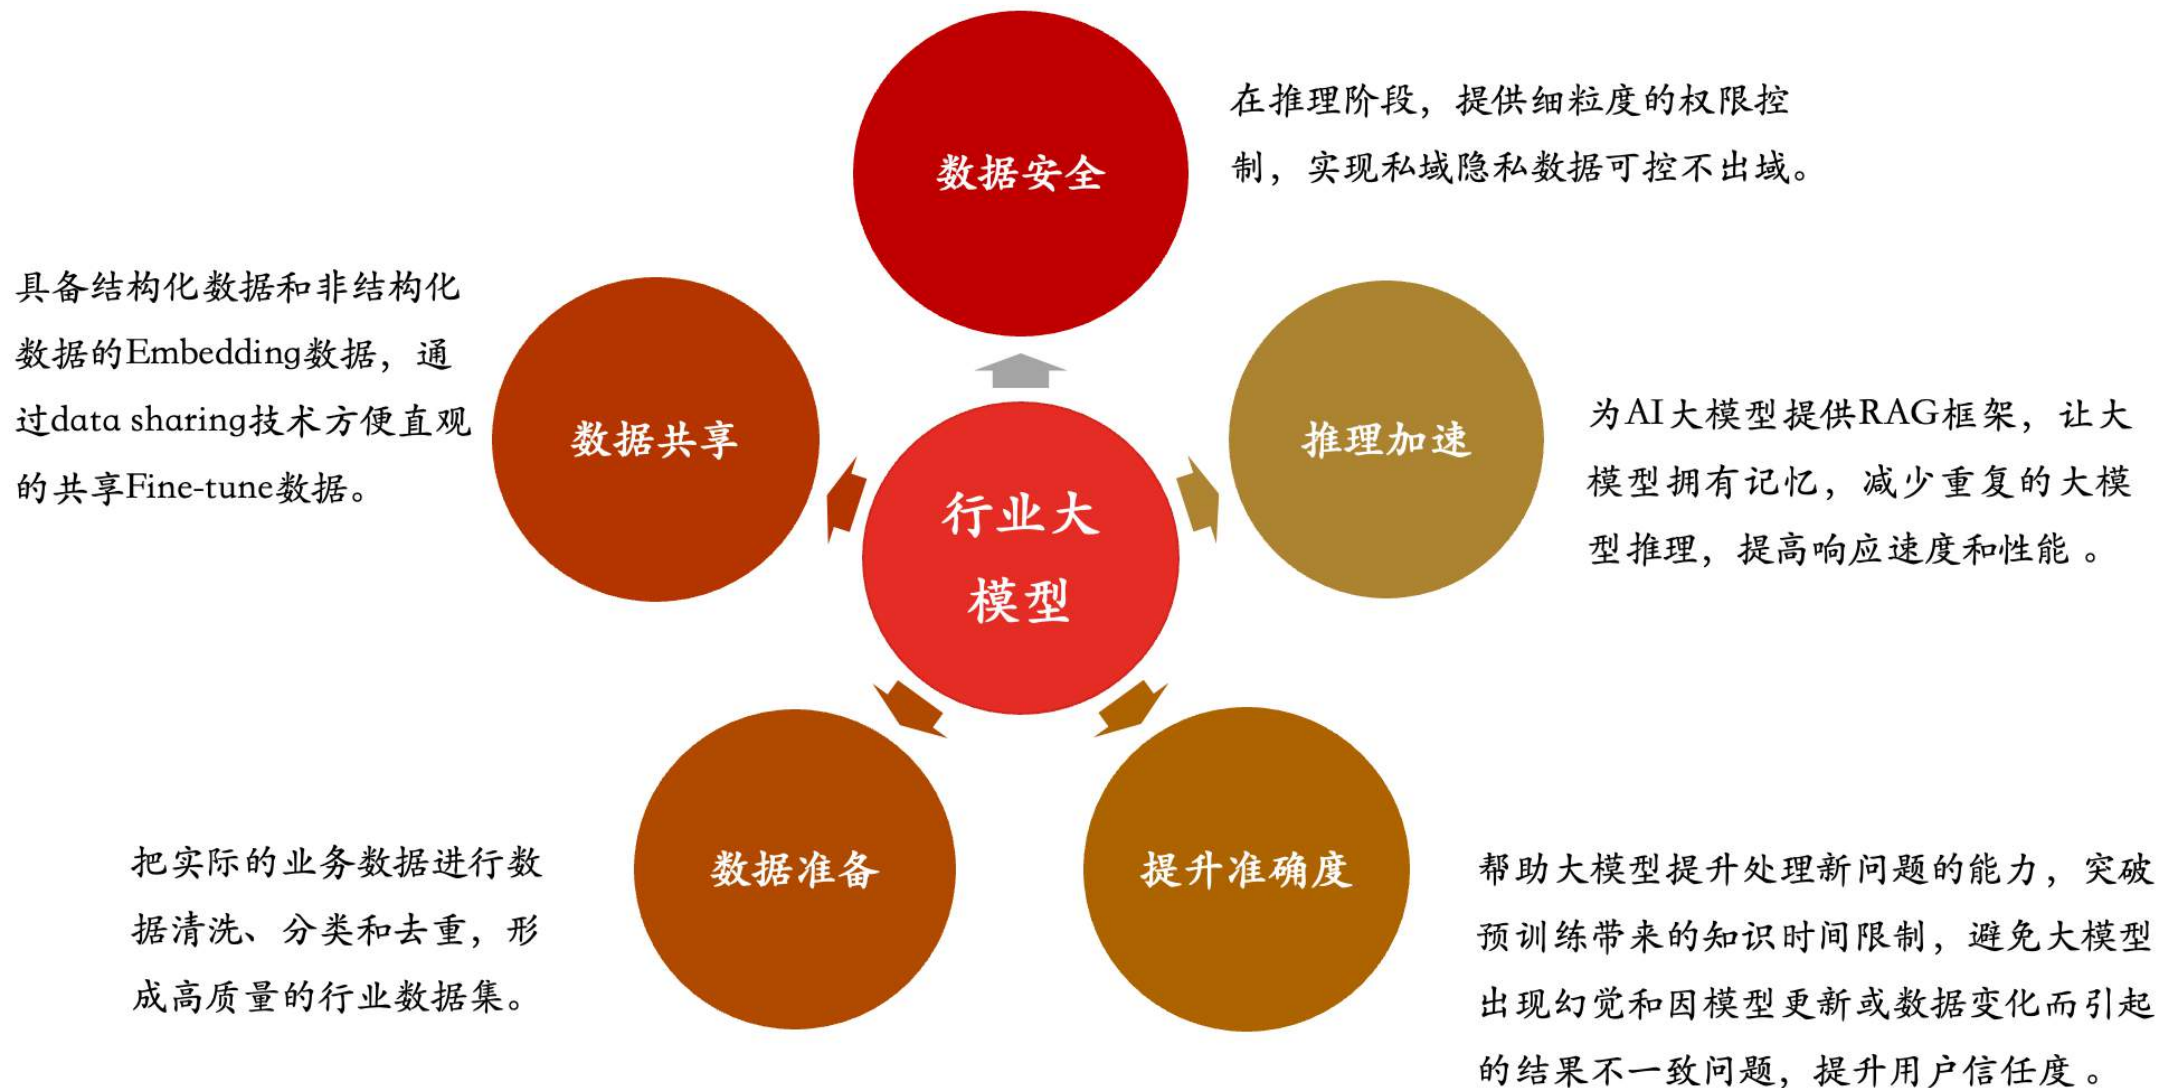 数据安全
在推理阶段，提供细粒度的权限控
制，实现私域隐私数据可控不出域。
具备结构化数据和非结构化
数据的Embedding数据，通
过data sharing技术方便直观
的共享Fine-tune数据。
数据共享
推理加速
为AI大模型提供RAG框架，让大
模型拥有记忆，减少重复的大模
型推理，提高响应速度和性能 。
行业大
模型
把实际的业务数据进行数
据清洗、分类和去重，形
成高质量的行业数据集。
数据准备
提升准确度
帮助大模型提升处理新问题的能力，突破
预训练带来的知识时间限制，避免大模型
出现幻觉和因模型更新或数据变化而引起
的结果不一致问题，提升用户信任度 。